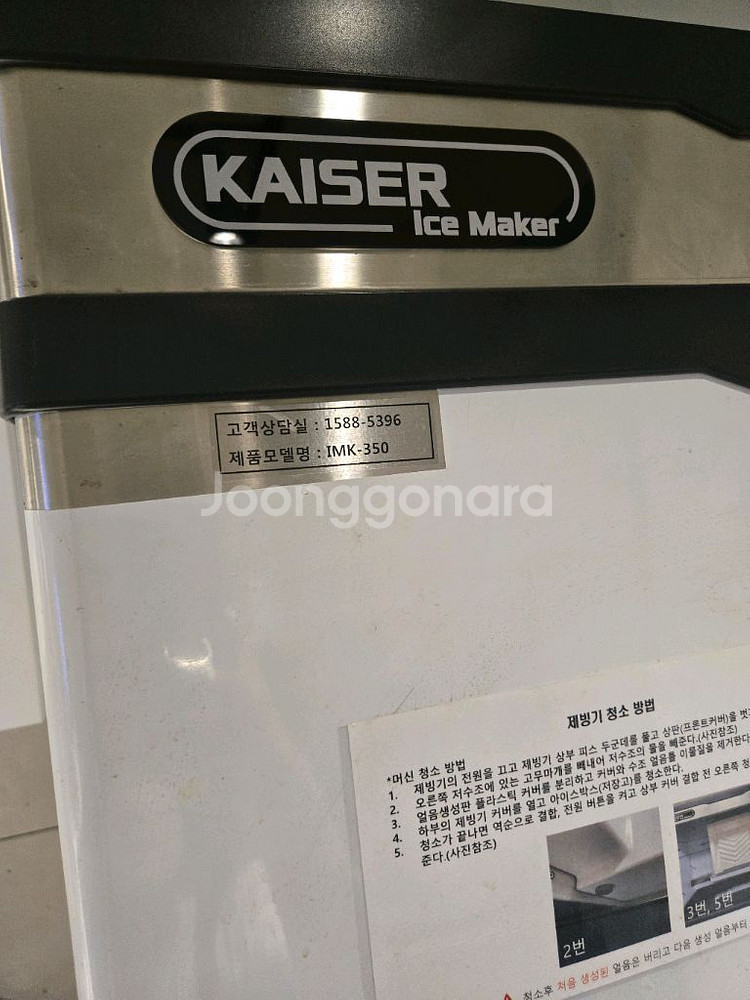 KAISER
Ice Maker
고객상담실 : 1588-5396
제품모델명 : IMK-350
Joonggonara
제빙기 청소 방법
*머신 청소 방법
1. 제빙기의 전원을 끄고 제빙기 상부 피스 두군데를 풀고 상판(프론트커버)을
2. 오른쪽 저수조에 있는 고무마개를 빼내어 저수조의 물을 빼준다.(사진참조)
3. 얼음생성판 플라스틱 커버를 분리하고 커버와 수조 얼음틀 이물질을 제거한다
4. 하부의 제빙기 커버를 열고 아이스박스(저장고)를 청소한다.
5. 청소가 끝나면 역순으로 결합, 전원 버튼을 켜고 상부 커버 결합 전 오른쪽
준다.(사진참조)
2번
3번, 5번
청소후 처음 생성된 얼음은 버리고 다음 생성 얼음부터